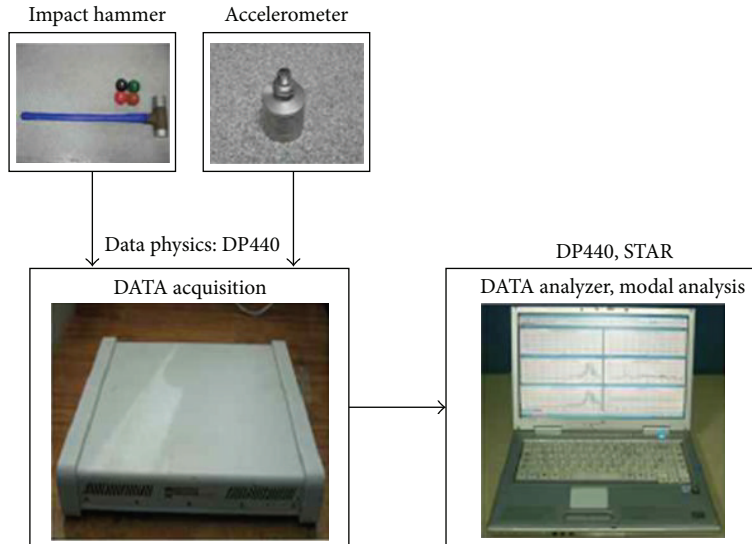 Impact hammer
Accelerometer
Data physics: DP440
DATA acquisition
DP440, STAR
DATA analyzer, modal analysis